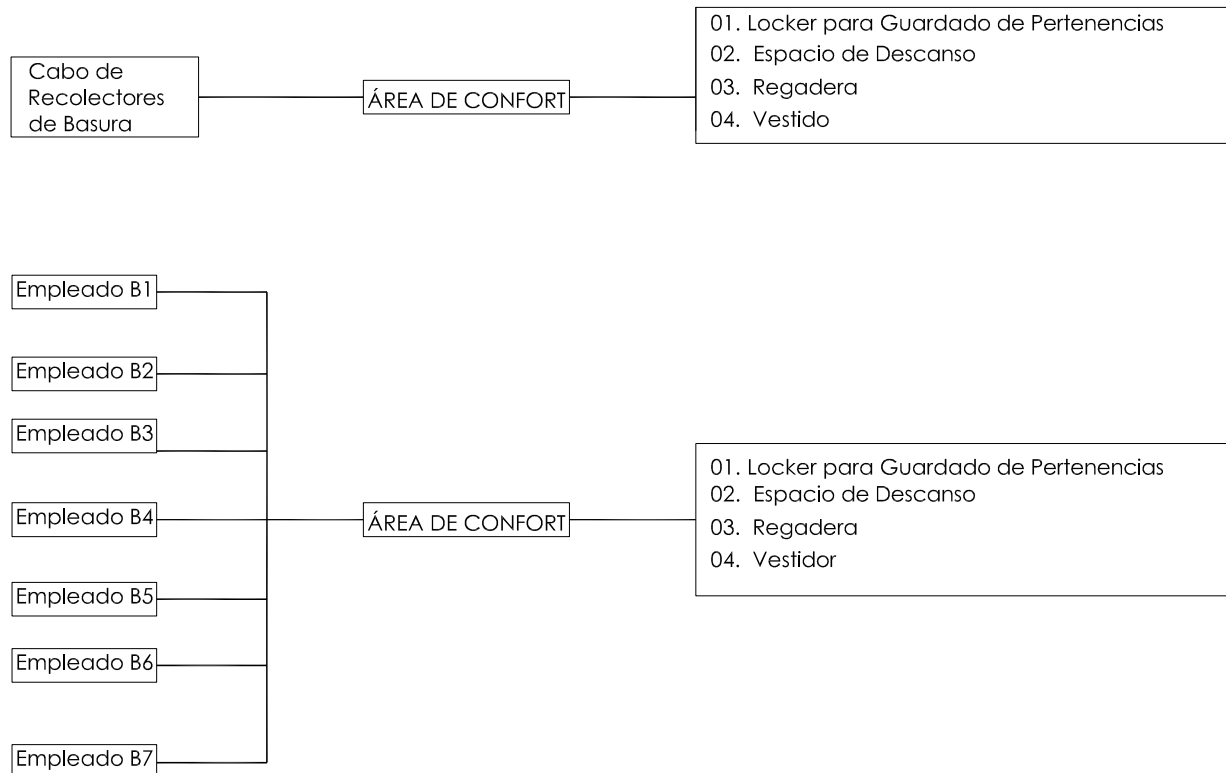 01. Locker para Guardado de Pertenencias
02. Espacio de Descanso
03. Regadera
04. Vestido
Cabo de
Recolectores
de Basura
ÁREA DE CONFORT
Empleado B1
Empleado B2
Empleado B3
Empleado B4
Empleado B5
Empleado B6
Empleado B7
ÁREA DE CONFORT
01. Locker para Guardado de Pertenencias
02. Espacio de Descanso
03. Regadera
04. Vestidor